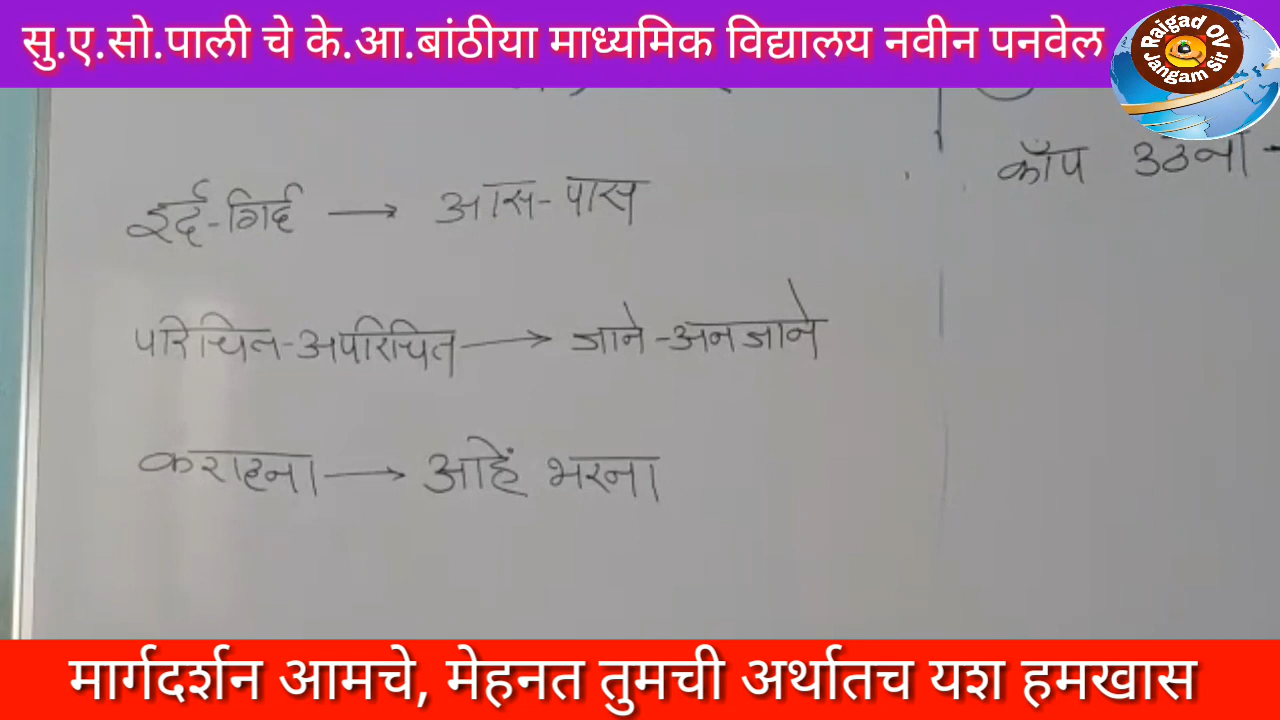 सु.ए.सो.पाली चे के.आ.बांठीया माध्यमिक विद्यालय नवीन पनवेल
Raigad OV
Jangam Sir
काँप उठना -
इर्द-गिर्द → आस-पास
परिचित-अपरिचित → जाने-अनजाने
कराहना → आहें भरना
मार्गदर्शन आमचे, मेहनत तुमची अर्थातच यश हमखास